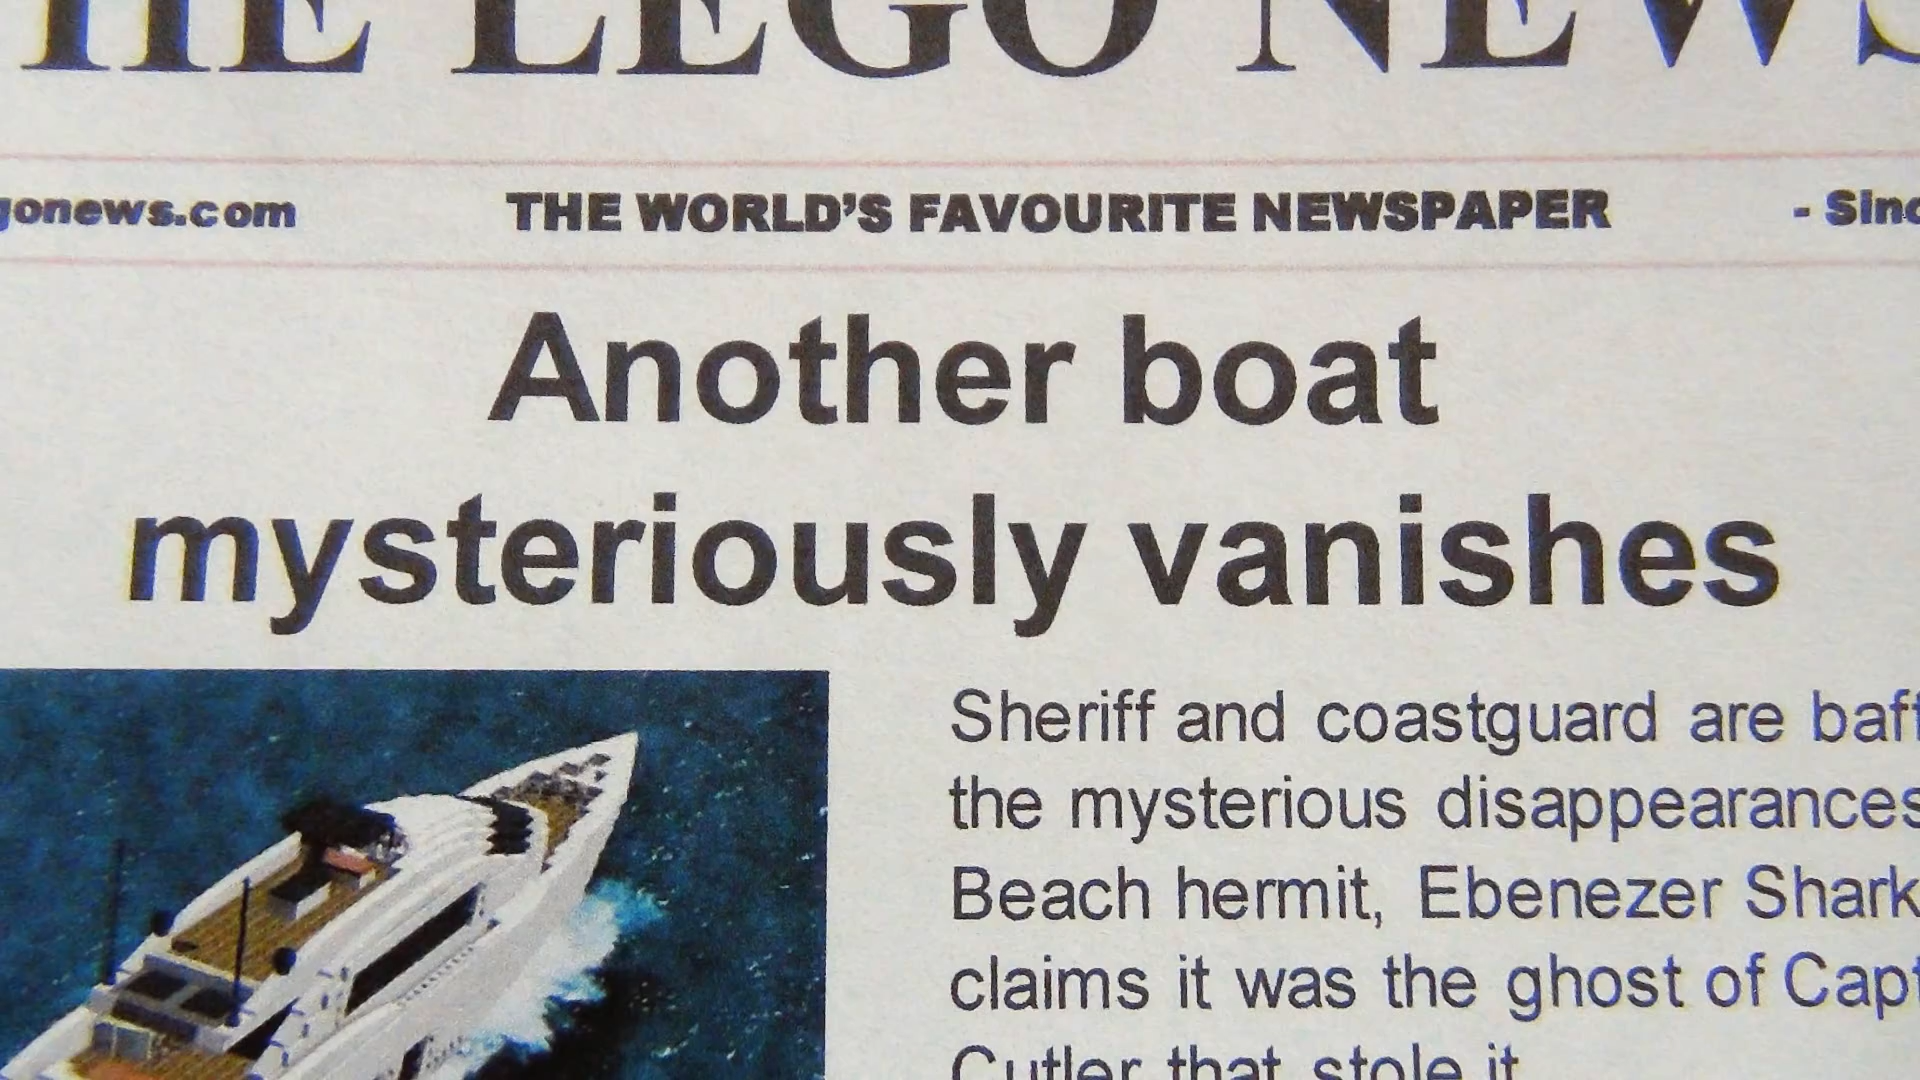 THE LEGO NEWS
gonews.com THE WORLD'S FAVOURITE NEWSPAPER - Sinc
Another boat
mysteriously vanishes
Sheriff and coastguard are baff
the mysterious disappearances
Beach hermit, Ebenezer Shark
claims it was the ghost of Capt
Cutler that stole it